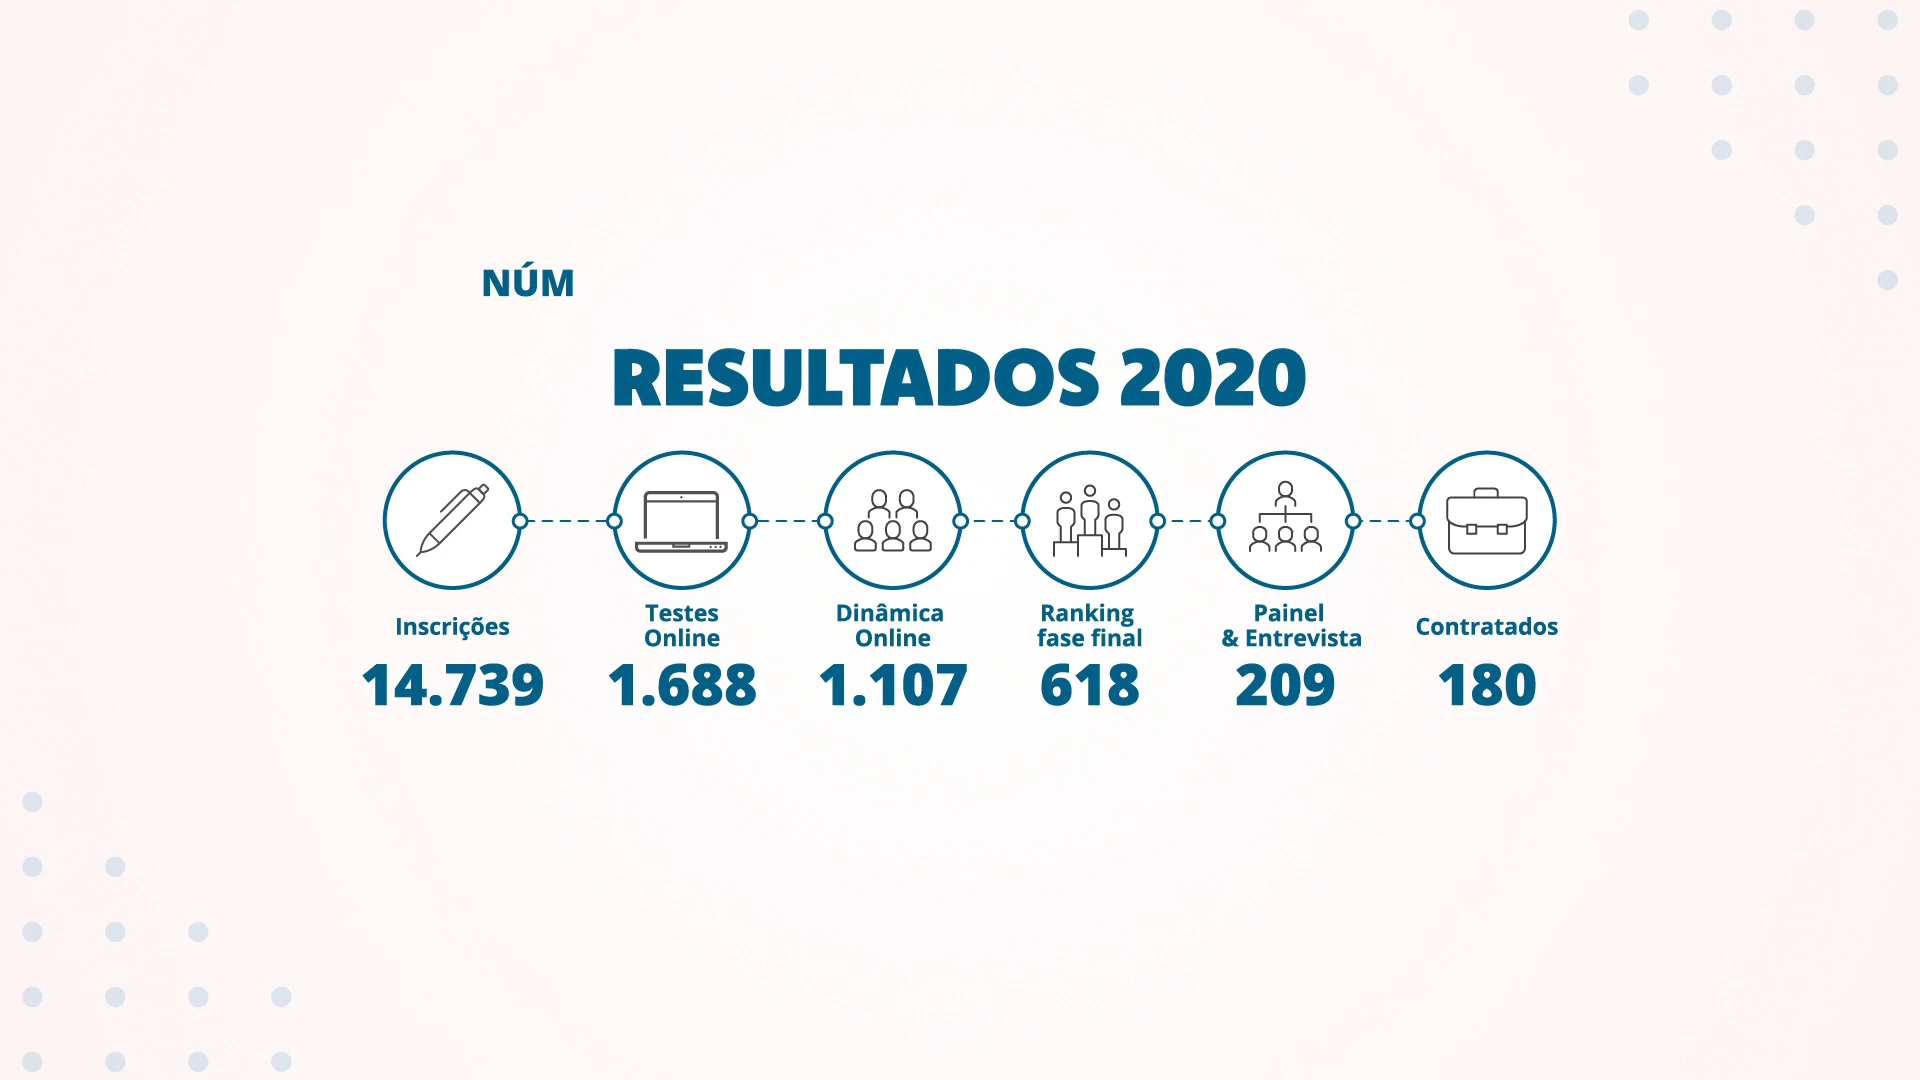 NÚM
RESULTADOS 2020
Inscrições
14.739
Testes
Online
1.688
Dinâmica
Online
1.107
Ranking
fase final
618
Painel
& Entrevista
209
Contratados
180